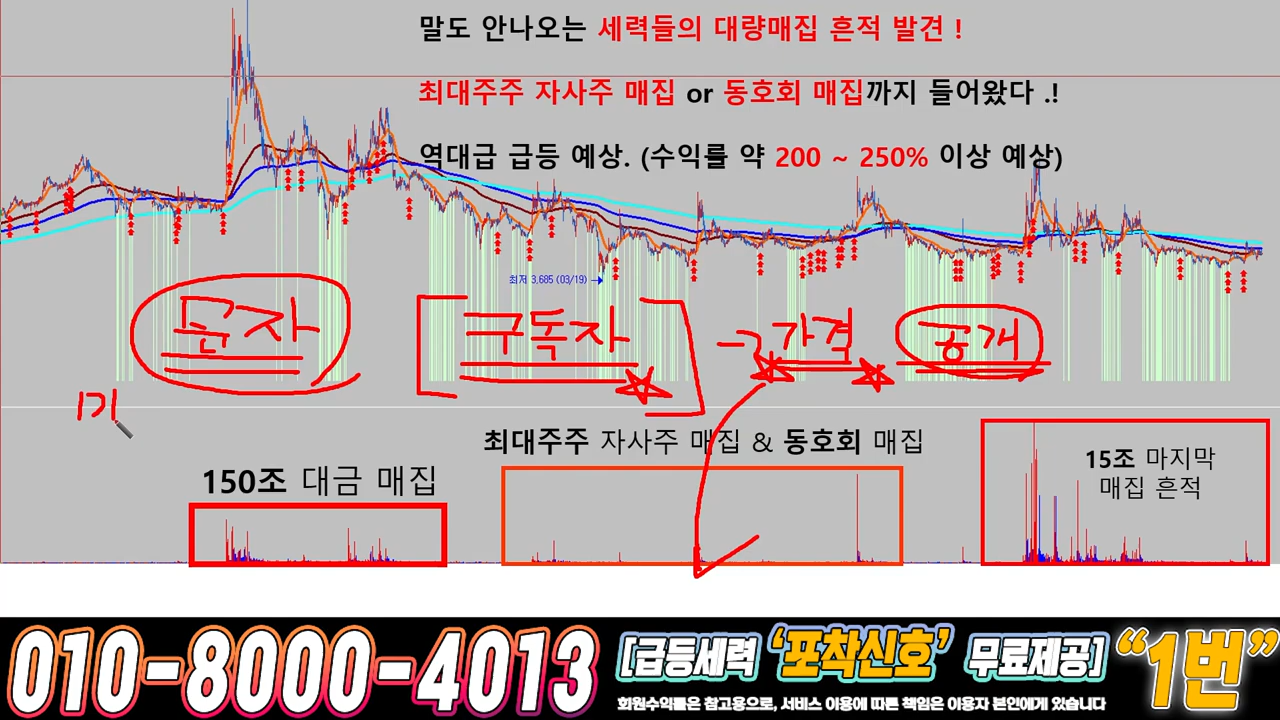 말도 안나오는 세력들의 대량매집 흔적 발견 !
최대주주 자사주 매집 or 동호회 매집까지 들어왔다 .!
역대급 급등 예상. (수익률 약 200 ~ 250% 이상 예상)
최저 3,685 (03/19)
문자 구독자 가격 공개
최대주주 자사주 매집 & 동호회 매집
150조 대금 매집
15조 마지막
매집 흔적
010-8000-4013
[급등세력 '포착신호' 무료제공] "1번"
회원수익률은 참고용으로, 서비스 이용에 따른 책임은 이용자 본인에게 있습니다